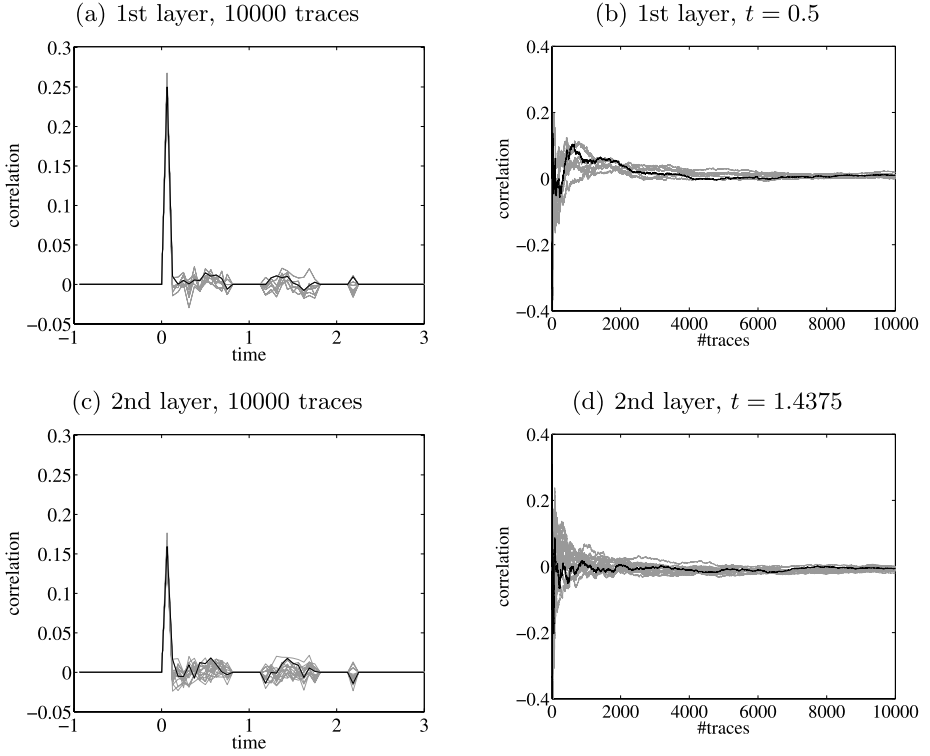 (a) 1st layer, 10000 traces
0.3
0.25
0.2
0.15
0.1
0.05
0
−0.05
−1 0 1 2 3
correlation
time
(b) 1st layer, t = 0.5
0.4
0.2
0
−0.2
−0.4
0 2000 4000 6000 8000 10000
correlation
#traces
(c) 2nd layer, 10000 traces
0.3
0.25
0.2
0.15
0.1
0.05
0
−0.05
−1 0 1 2 3
correlation
time
(d) 2nd layer, t = 1.4375
0.4
0.2
0
−0.2
−0.4
0 2000 4000 6000 8000 10000
correlation
#traces